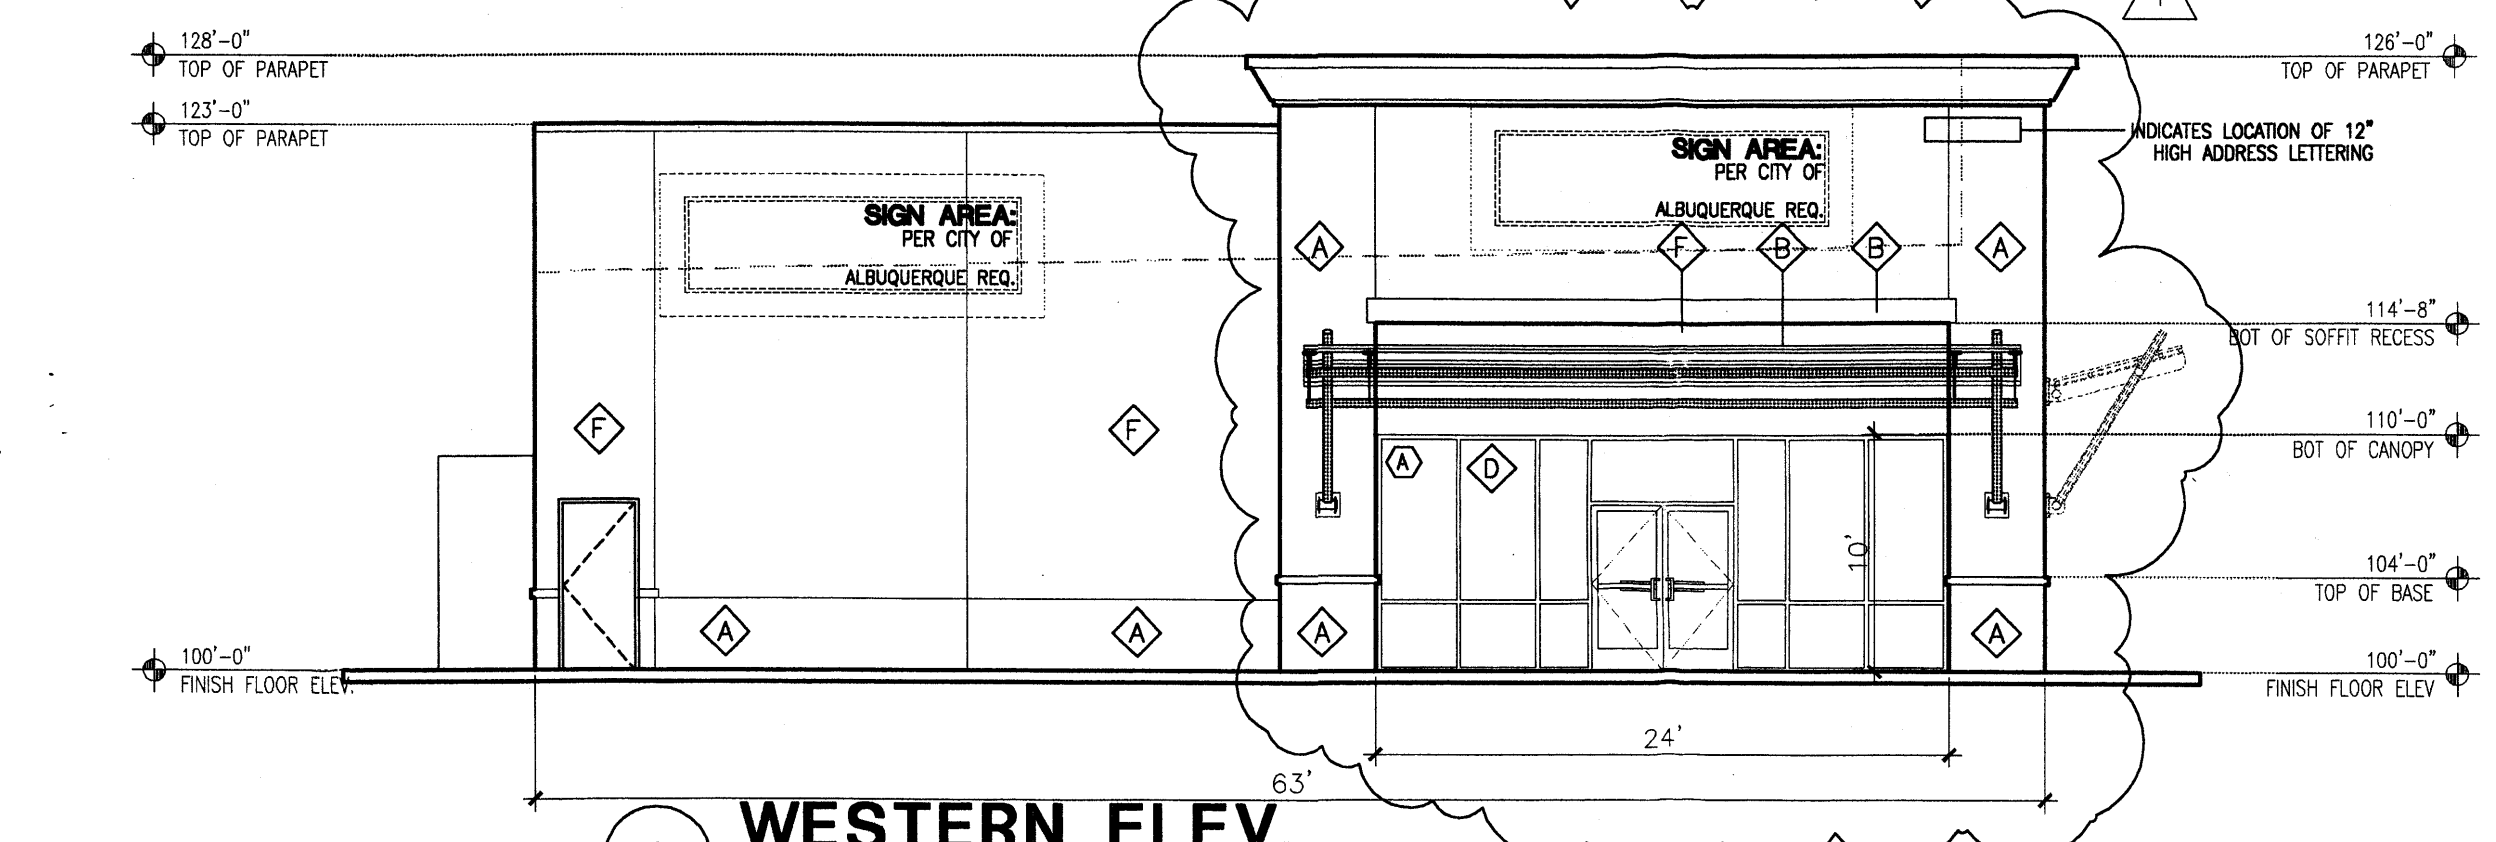 128'-0"
TOP OF PARAPET
123'-0"
TOP OF PARAPET
126'-0"
TOP OF PARAPET
INDICATES LOCATION OF 12"
HIGH ADDRESS LETTERING
SIGN AREA:
PER CITY OF
ALBUQUERQUE REQ.
SIGN AREA:
PER CITY OF
ALBUQUERQUE REQ.
A
F
B
B
A
114'-8"
BOT OF SOFFIT RECESS
F
F
110'-0"
BOT OF CANOPY
A
D
10'
104'-0"
TOP OF BASE
A
A
A
A
100'-0"
FINISH FLOOR ELEV.
100'-0"
FINISH FLOOR ELEV
24'
63'
WESTERN ELEV